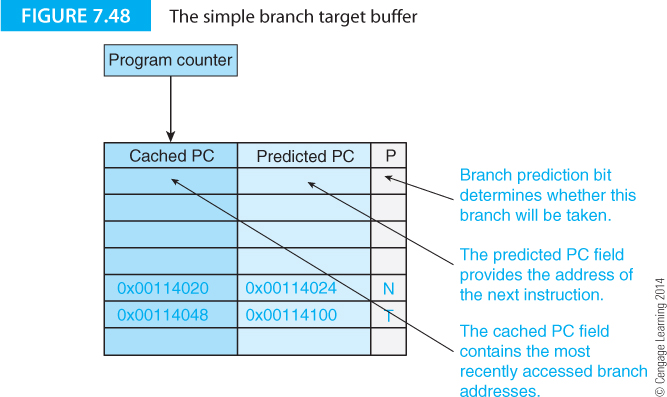 FIGURE 7.48 The simple branch target buffer
Program counter
Cached PC Predicted PC P
Branch prediction bit
determines whether this
branch will be taken.
The predicted PC field
provides the address of
the next instruction.
0x00114020 0x00114024 N
0x00114048 0x00114100 T
The cached PC field
contains the most
recently accessed branch
addresses.
© Cengage Learning 2014